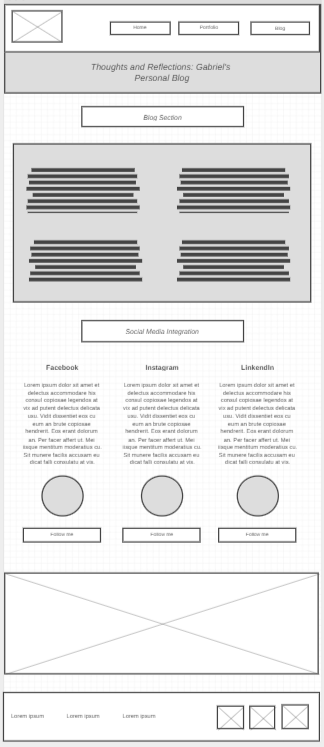 Home
Portfolio
Blog
Thoughts and Reflections: Gabriel's
Personal Blog
Blog Section
Social Media Integration
Facebook
Lorem ipsum dolor sit amet et
delectus accommodare his
consul copiosae legendos at
vix ad putent delectus delicata
usu. Vidit dissentiet eos cu
eum an brute copiosae
hendrerit. Eos erant dolorum
an. Per facer affert ut. Mei
iisque mentitum moderatius cu.
Sit munere facilis accusam eu
dicat falli consulatu at vis.
Follow me
Instagram
Lorem ipsum dolor sit amet et
delectus accommodare his
consul copiosae legendos at
vix ad putent delectus delicata
usu. Vidit dissentiet eos cu
eum an brute copiosae
hendrerit. Eos erant dolorum
an. Per facer affert ut. Mei
iisque mentitum moderatius cu.
Sit munere facilis accusam eu
dicat falli consulatu at vis.
Follow me
LinkendIn
Lorem ipsum dolor sit amet et
delectus accommodare his
consul copiosae legendos at
vix ad putent delectus delicata
usu. Vidit dissentiet eos cu
eum an brute copiosae
hendrerit. Eos erant dolorum
an. Per facer affert ut. Mei
iisque mentitum moderatius cu.
Sit munere facilis accusam eu
dicat falli consulatu at vis.
Follow me
Lorem ipsum
Lorem ipsum
Lorem ipsum